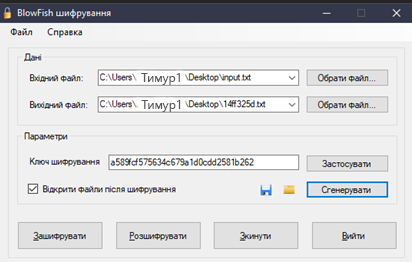 BlowFish шифрування
Файл Справка
Дані
Вхідний файл: C:\Users\. Тимур1 \Desktop\input.txt Обрати файл...
Вихідний файл: C:\Users\. Тимур1 \Desktop\14ff325d.txt Обрати файл...
Параметри
Ключ шифрування a589fcf575634c679a1d0cdd2581b262 Застосувати
Відкрити файли після шифрування Сгенерувати
Зашифрувати Розшифрувати Зкинути Вийти